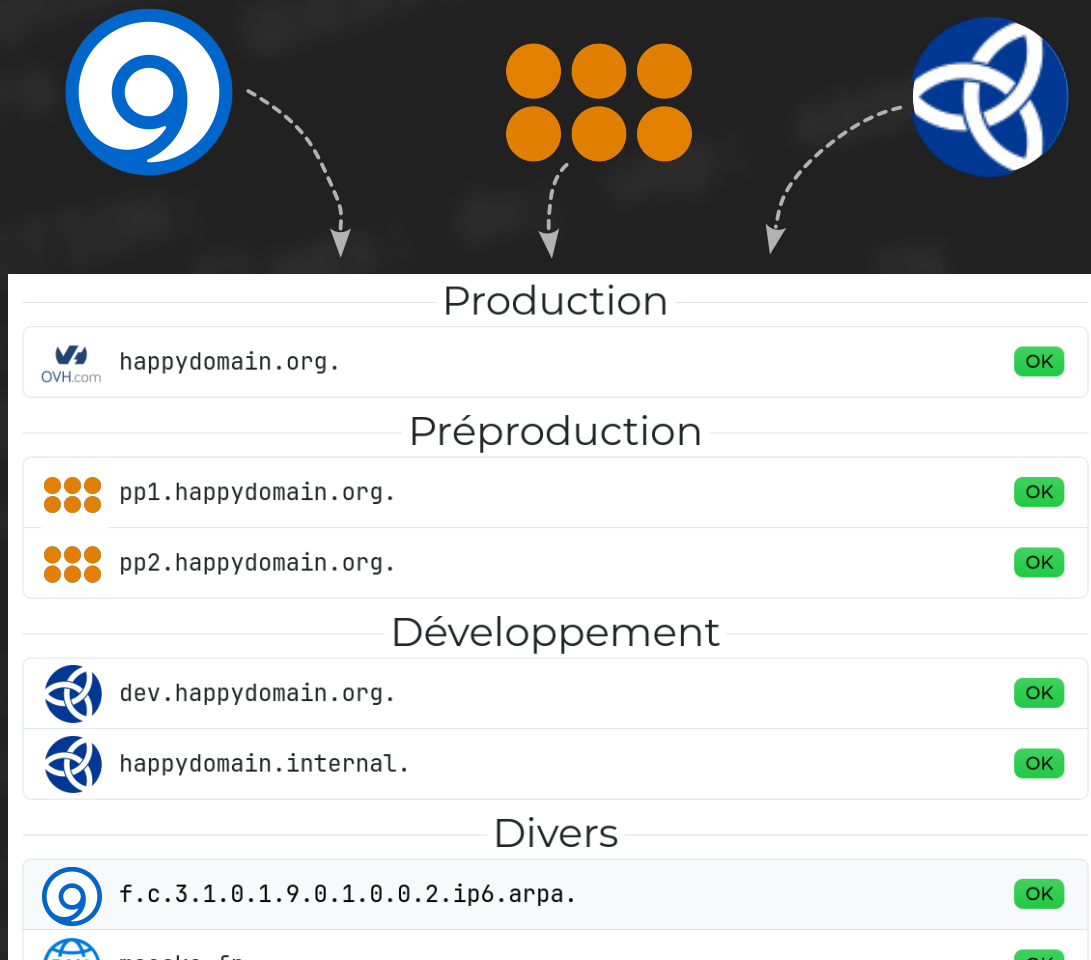 Production
OVH.com happydomain.org. OK
Préproduction
pp1.happydomain.org. OK
pp2.happydomain.org. OK
Développement
dev.happydomain.org. OK
happydomain.internal. OK
Divers
f.c.3.1.0.1.9.0.1.0.0.2.ip6.arpa. OK